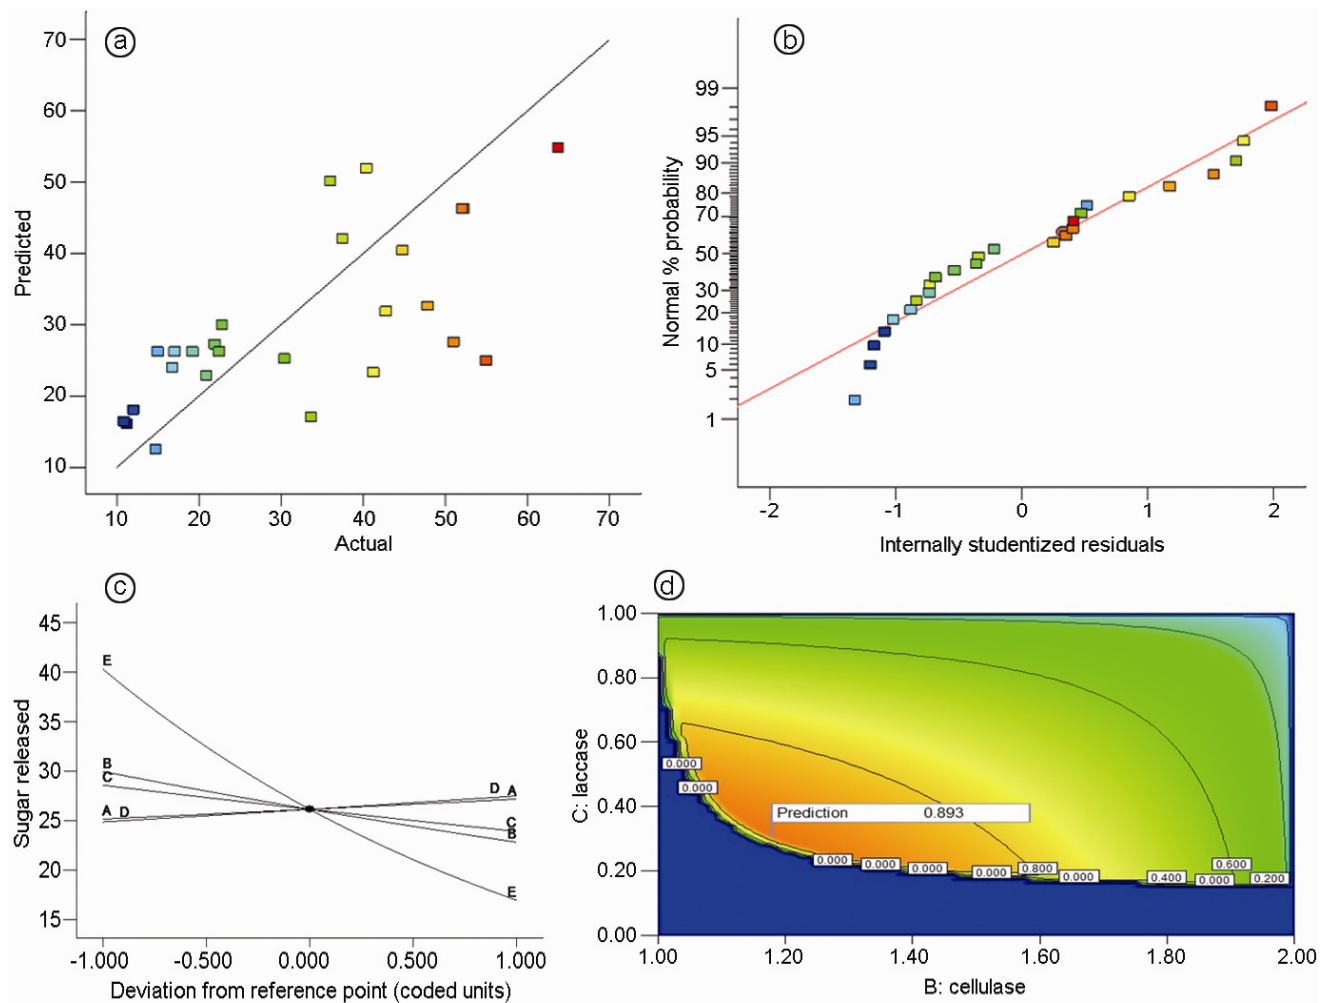 a
70
60
50
40
30
20
10
Predicted
10 20 30 40 50 60 70
Actual
b
99
95
90
80
70
50
30
20
10
5
1
Normal % probability
-2 -1 0 1 2
Internally studentized residuals
c
45
40
35
30
25
20
15
Sugar released
E
B
C
A D
D A
C
B
E
-1.000 -0.500 0.000 0.500 1.000
Deviation from reference point (coded units)
d
1.00
0.80
0.60
0.40
0.20
0.00
C: laccase
0.000
0.000
Prediction 0.893
0.000 0.000 0.000 0.000 0.800 0.000 0.400 0.000 0.600 0.200
1.00 1.20 1.40 1.60 1.80 2.00
B: cellulase